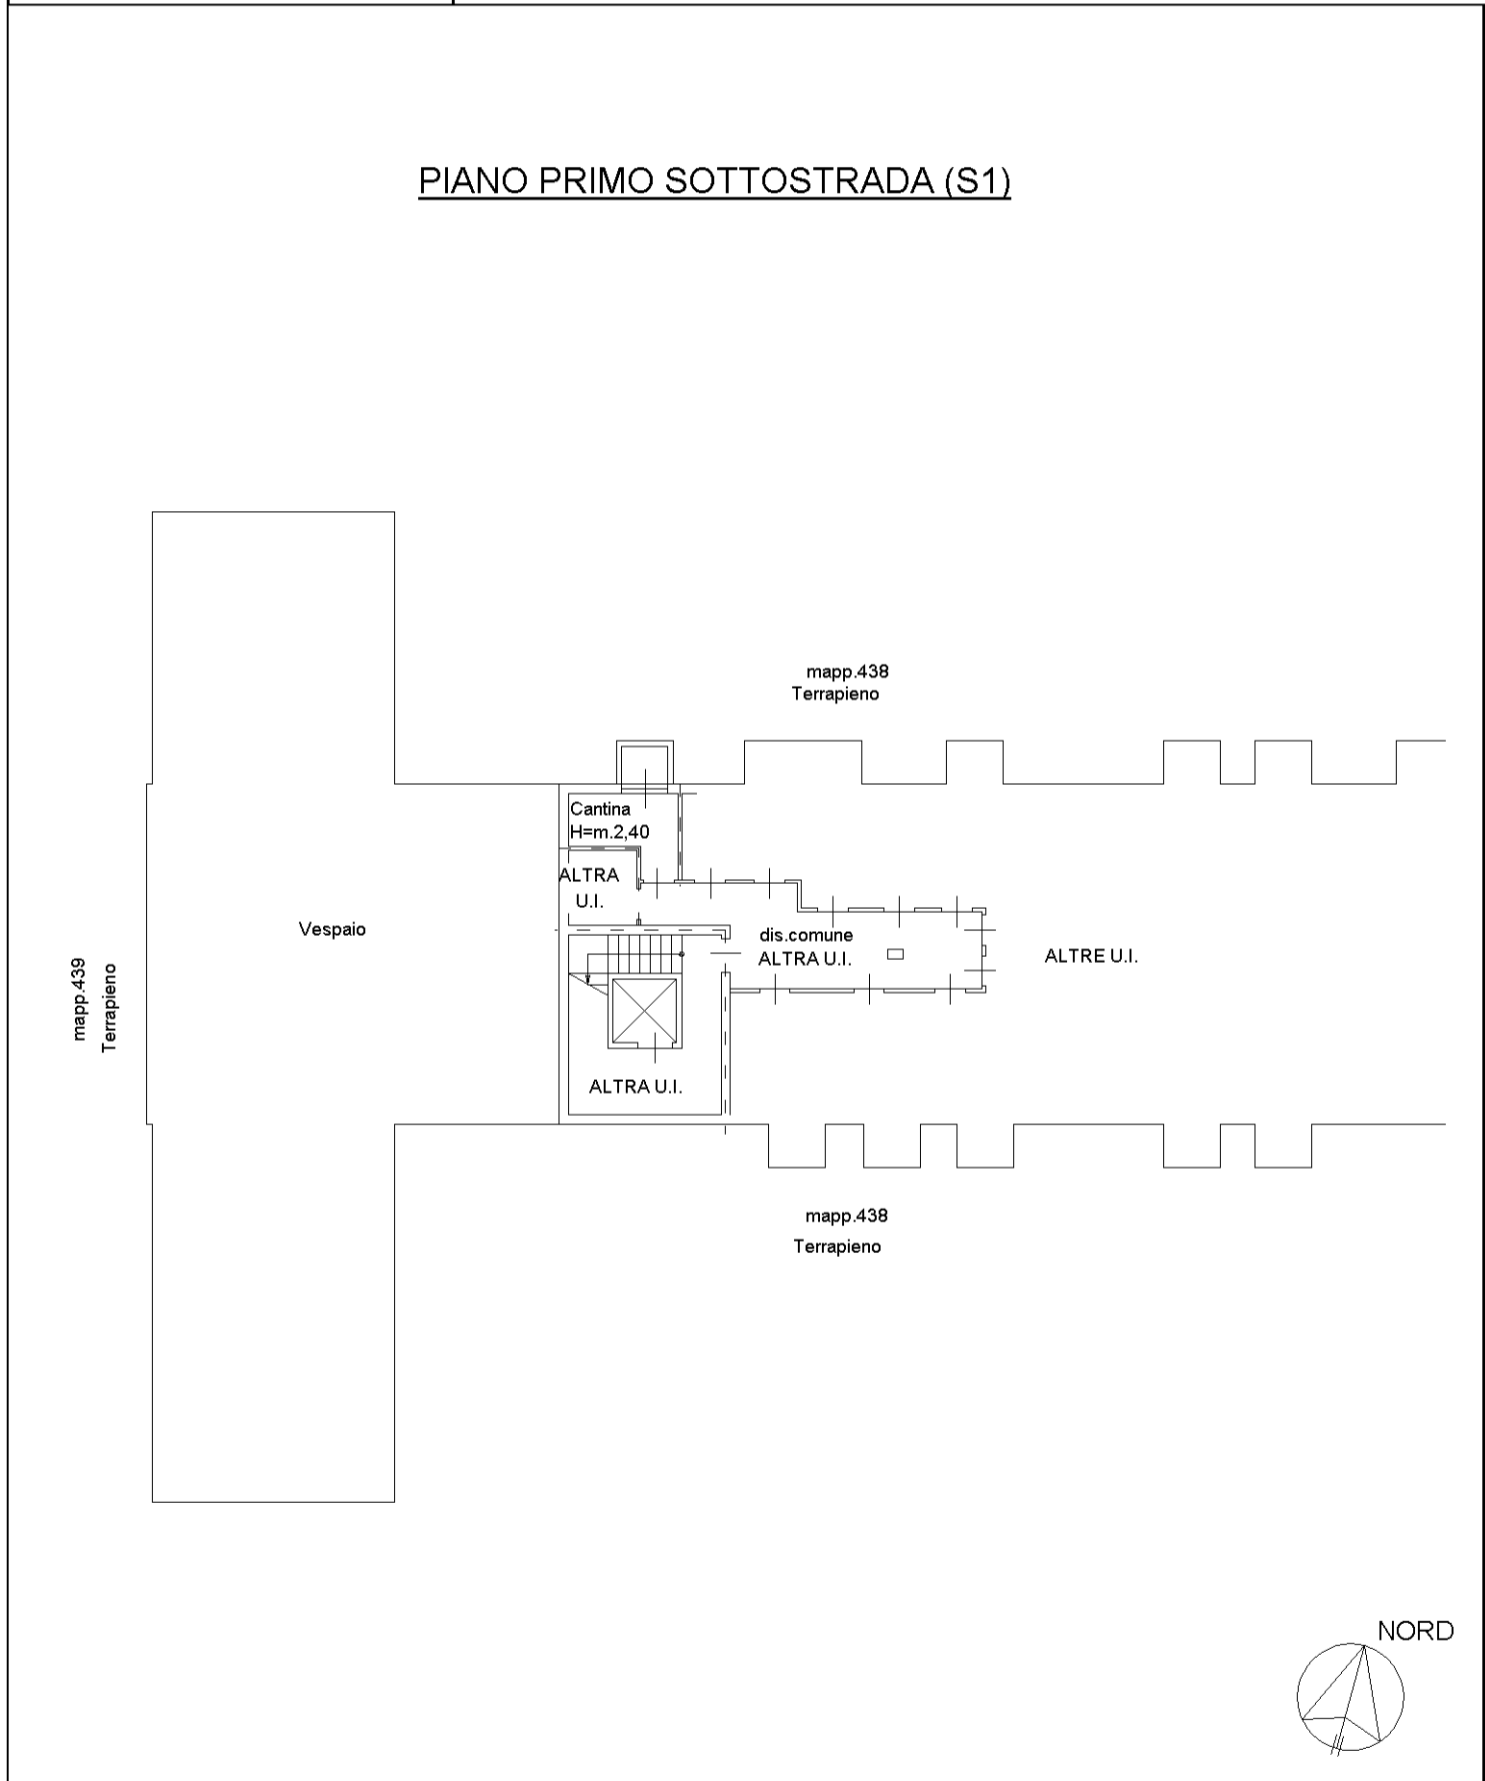 PIANO PRIMO SOTTOSTRADA (S1)
mapp.438
Terrapieno
Cantina
H=m.2,40
ALTRA
U.I.
Vespaio
dis.comune
ALTRA U.I.
ALTRE U.I.
mapp.439
Terrapieno
ALTRA U.I.
mapp.438
Terrapieno
NORD